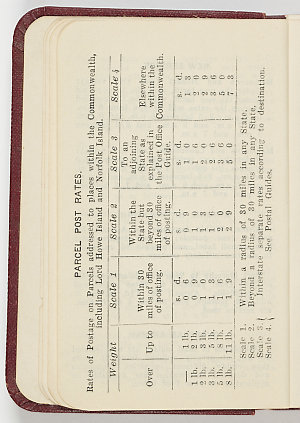 PARCEL POST RATES.
Rates of Postage on Parcels addressed to places within the Commonwealth,
including Lord Howe Island and Norfolk Island.
Weight Scale 1 Scale 2 Scale 3 Scale 4
Over Up to
Within 30 miles of office of posting.
Within the State but beyond 30 miles of office of posting.
To an adjoining State as explained in the Post Office Guide.
Elsewhere within the Commonwealth.
s. d. s. d. s. d. s. d.
— 1 lb. 0 6 0 9 1 0 1 3
1 lb. 2 lb. 0 9 1 6 2 0
2 lb. 3 lb. 1 0 1 3 2 0 2 9
3 lb. 5 lb. 1 3 1 6 2 6 3 6
5 lb. 8 lb. 1 6 2 0 5 0
8 lb. 11 lb. 1 9 2 9 5 0 7 3
Scale 1. Within a radius of 30 miles in any State.
Scale 2. Beyond a radius of 30 miles in any State.
Scale 3. } Interstate separate rates according to destination.
Scale 4. } See Postal Guides.